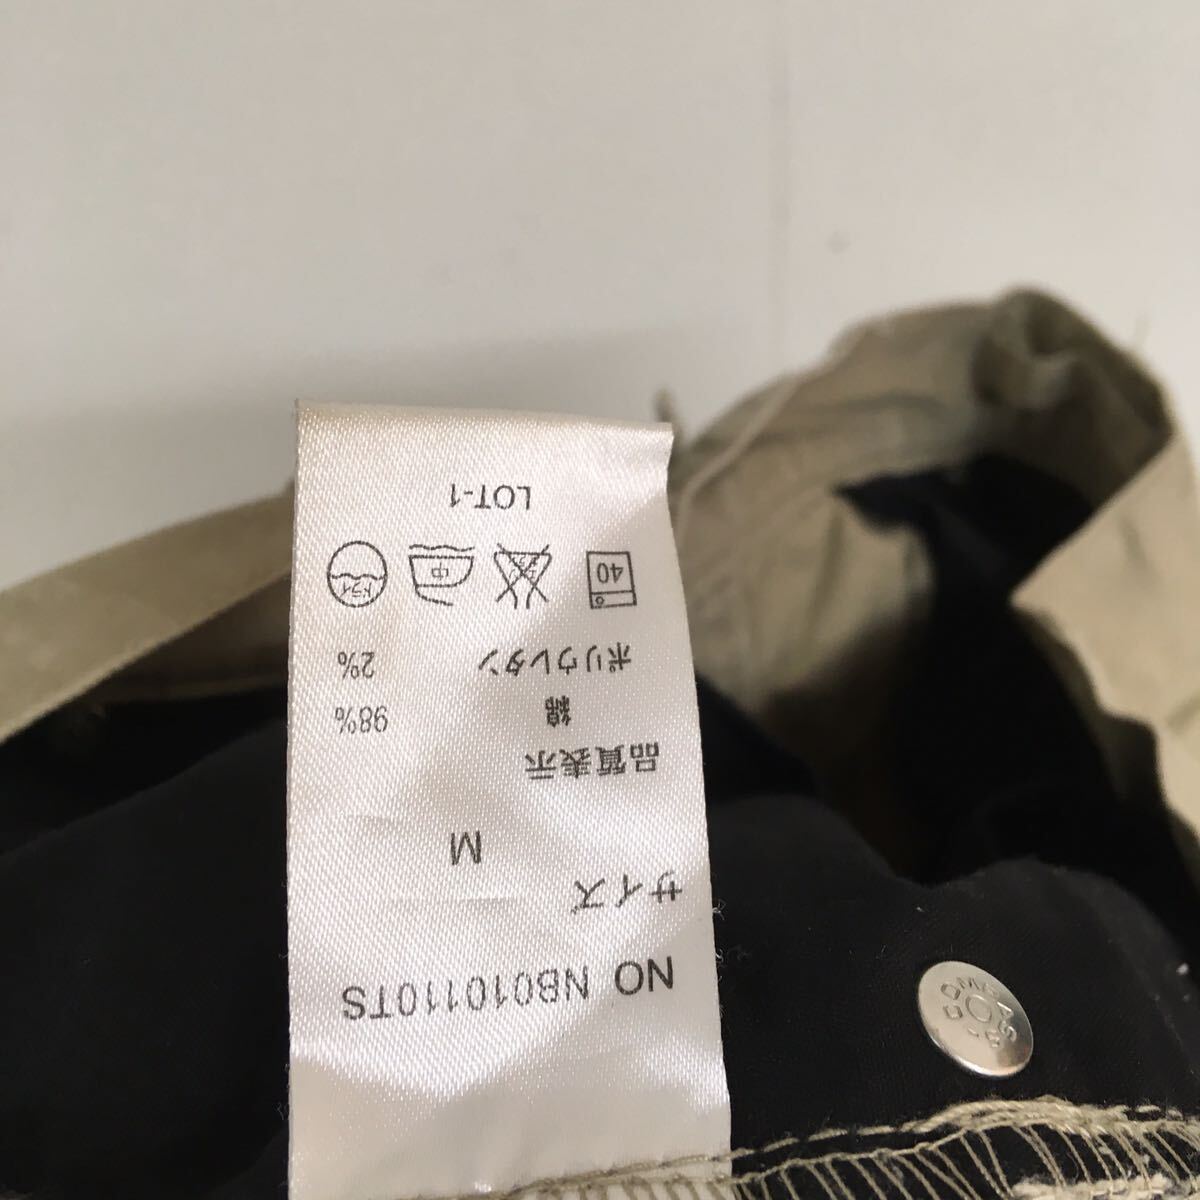 NO NB010110TS
サイズ
M
品質表示
綿 98%
ポリウレタン 2%
40 中 ドライ
LOT-1
COMPASS